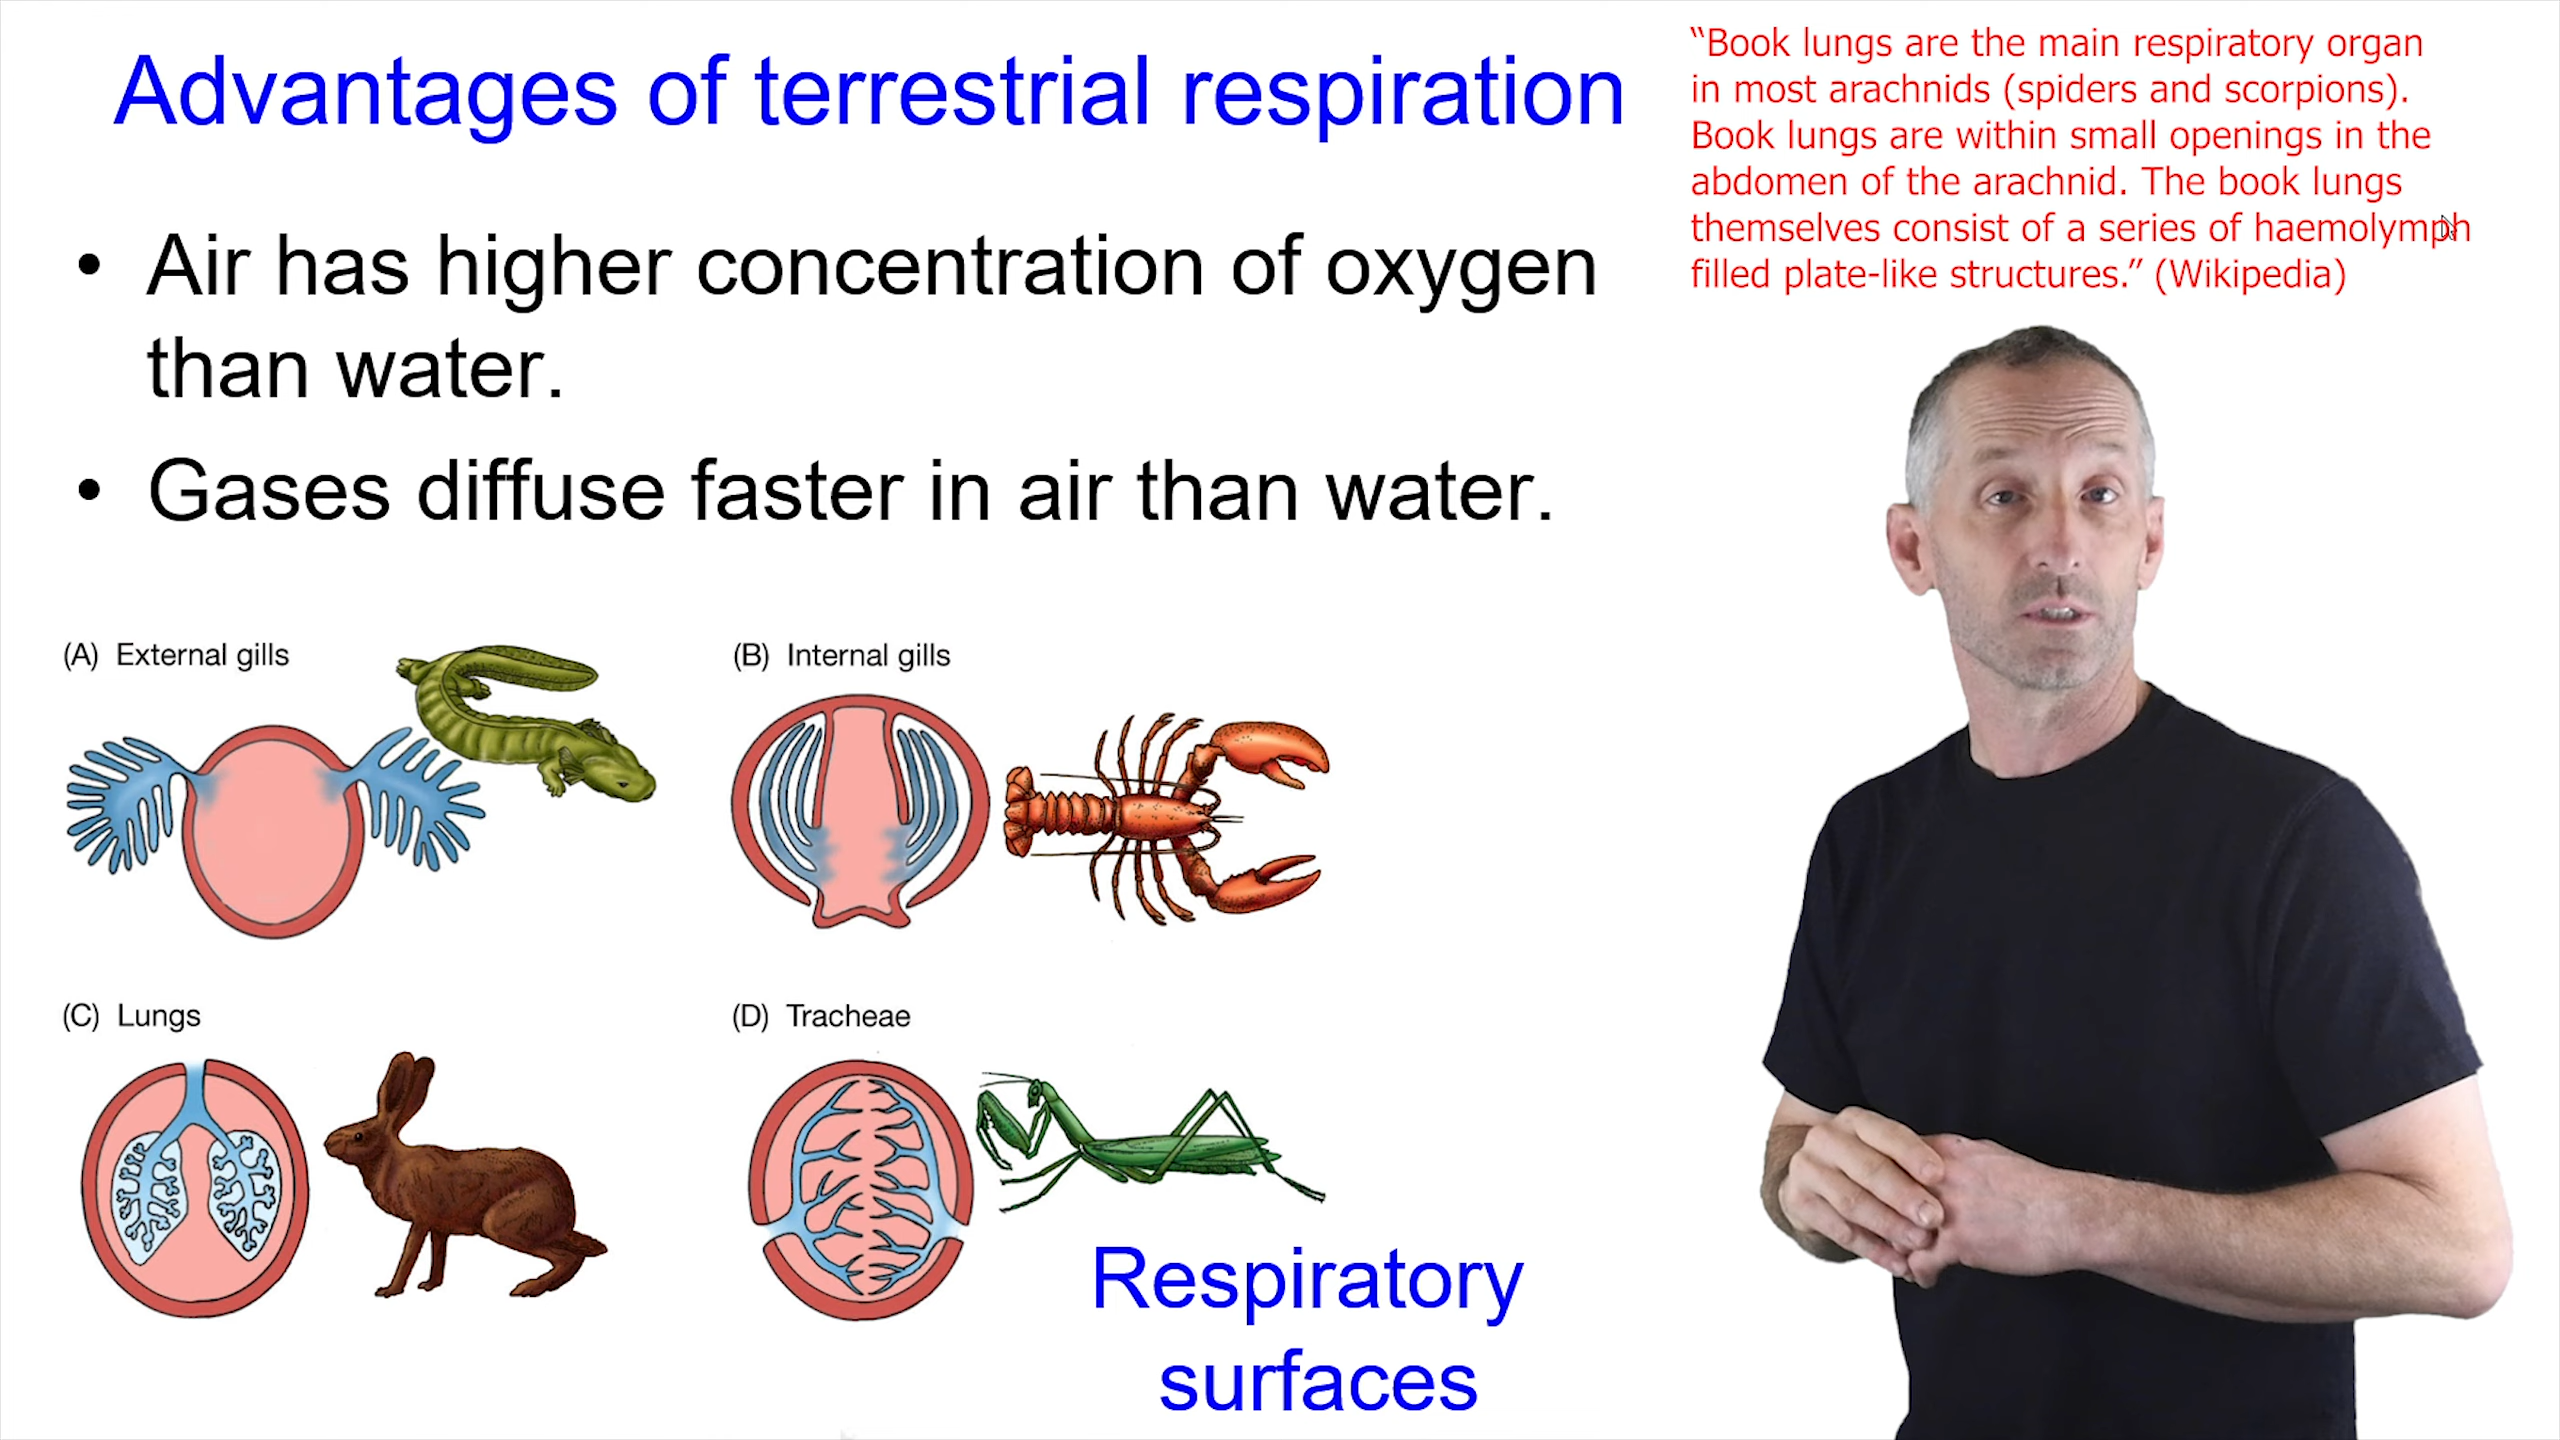 Advantages of terrestrial respiration
• Air has higher concentration of oxygen
than water.
• Gases diffuse faster in air than water.
“Book lungs are the main respiratory organ
in most arachnids (spiders and scorpions).
Book lungs are within small openings in the
abdomen of the arachnid. The book lungs
themselves consist of a series of haemolymph
filled plate-like structures.” (Wikipedia)
(A) External gills
(B) Internal gills
(C) Lungs
(D) Tracheae
Respiratory
surfaces